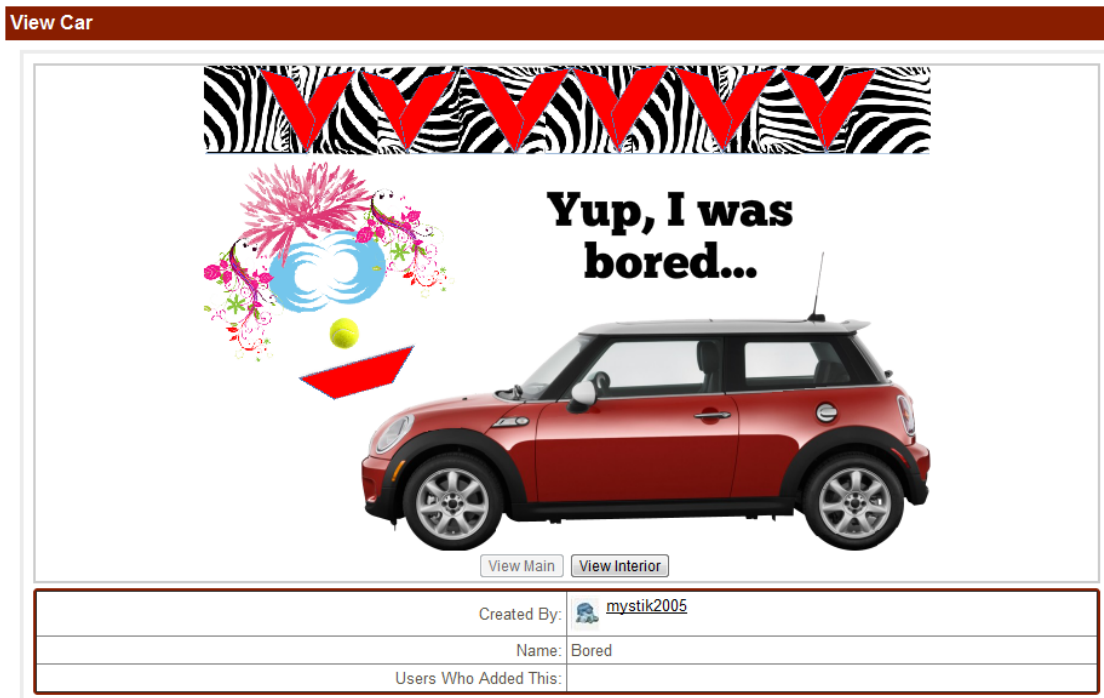 View Car
Yup, I was
bored...
View Main View Interior
Created By: mystik2005
Name: Bored
Users Who Added This: